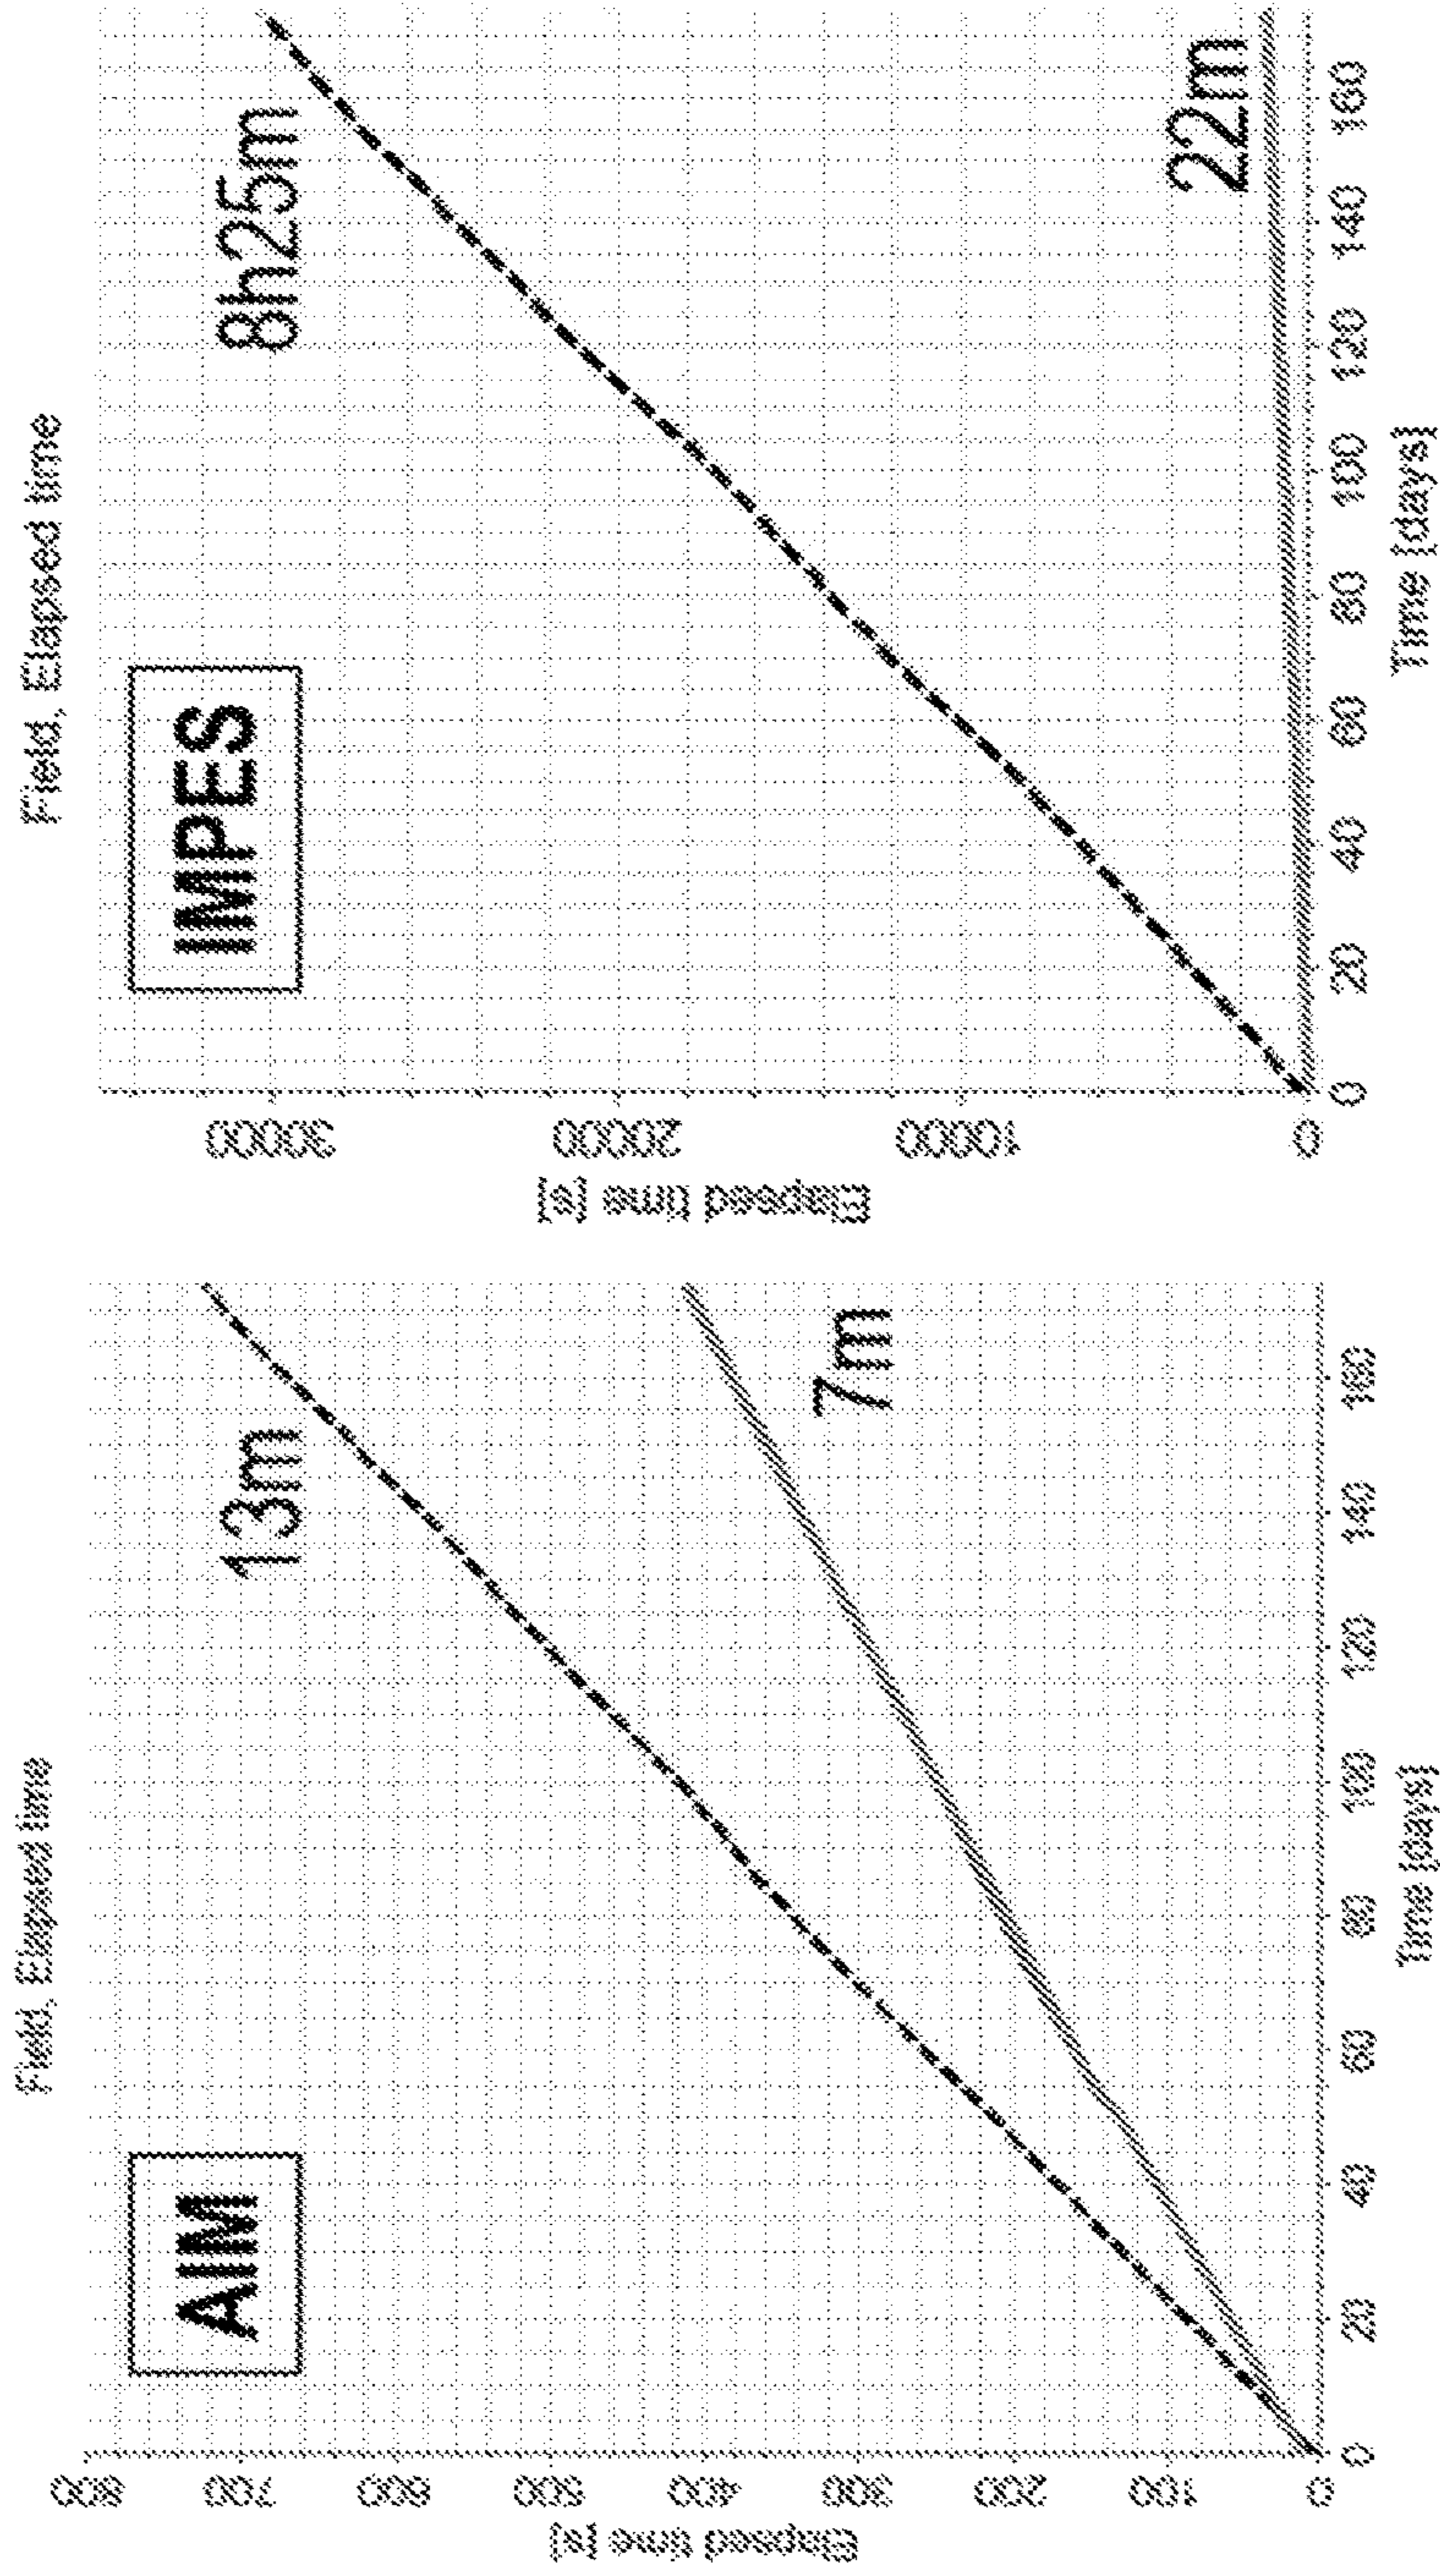 Field, Elapsed time
AIM
13m
7m
Elapsed time [s]
800
700
600
500
400
300
200
100
0
0
20
40
60
80
100
120
140
160
Time [days]
Field, Elapsed time
IMPES
8h25m
22m
Elapsed time [s]
30000
20000
10000
0
0
20
40
60
80
100
120
140
160
Time [days]